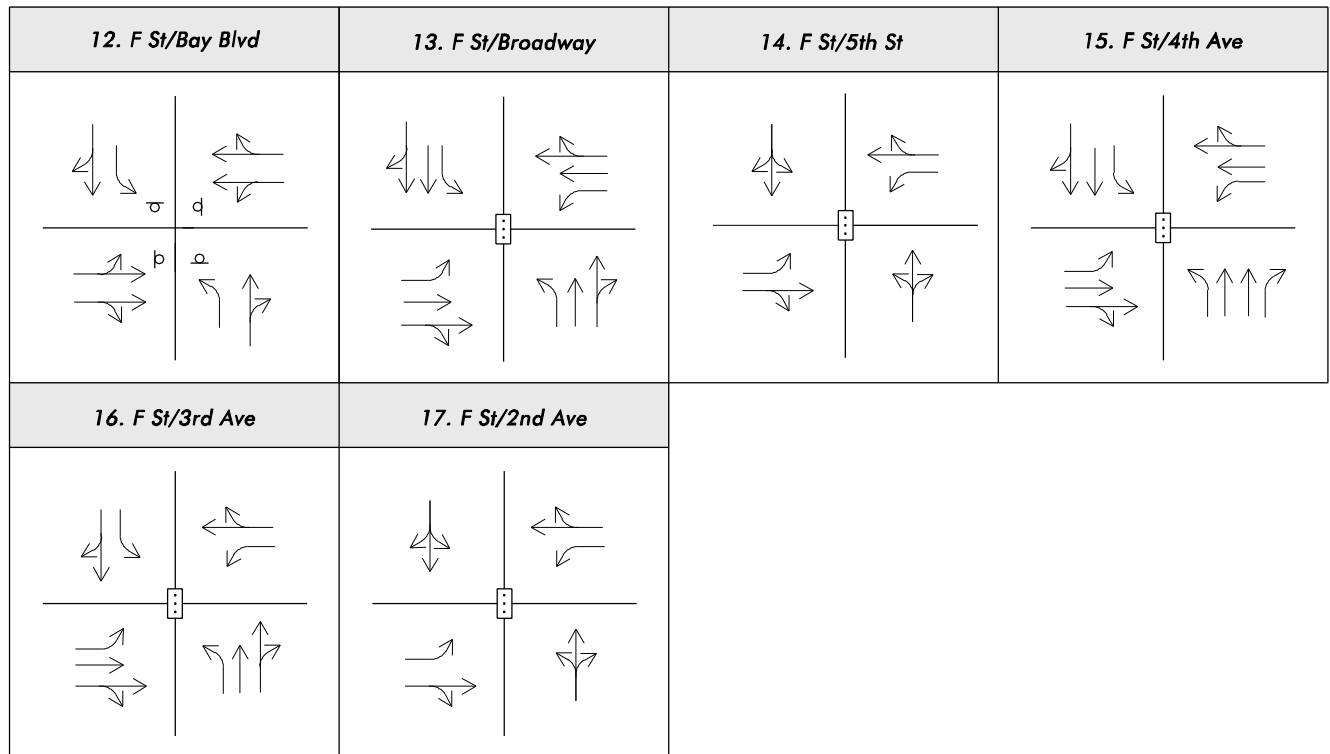 12. F St/Bay Blvd
13. F St/Broadway
14. F St/5th St
15. F St/4th Ave
16. F St/3rd Ave
17. F St/2nd Ave